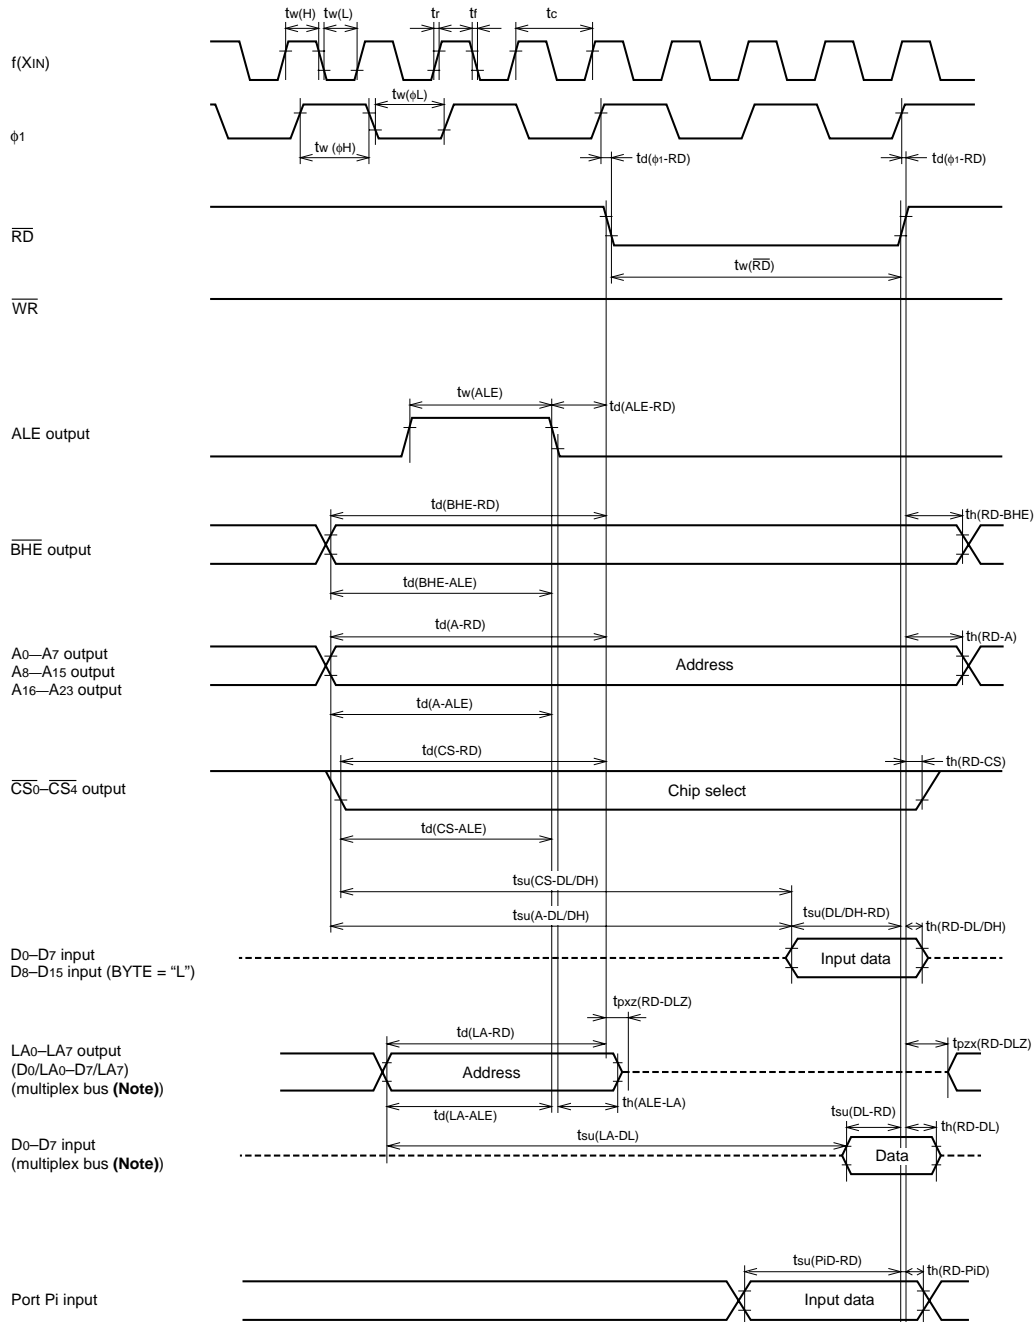 tw(H) tw(L) tr tf tc
f(XIN)
tw(ϕL)
ϕ1
tw (ϕH)
td(ϕ1-RD) td(ϕ1-RD)
RD
tw(RD)
WR
tw(ALE)
td(ALE-RD)
ALE output
td(BHE-RD)
th(RD-BHE)
BHE output
td(BHE-ALE)
td(A-RD)
th(RD-A)
A0—A7 output
A8—A15 output
A16—A23 output
Address
td(A-ALE)
td(CS-RD)
th(RD-CS)
CS0–CS4 output
Chip select
td(CS-ALE)
tsu(CS-DL/DH)
tsu(A-DL/DH) tsu(DL/DH-RD)
th(RD-DL/DH)
D0–D7 input
D8–D15 input (BYTE = “L”)
Input data
tpxz(RD-DLZ)
td(LA-RD)
tpzx(RD-DLZ)
LA0–LA7 output
(D0/LA0–D7/LA7)
(multiplex bus (Note))
Address
td(LA-ALE) th(ALE-LA)
tsu(DL-RD)
th(RD-DL)
tsu(LA-DL)
D0–D7 input
(multiplex bus (Note))
Data
tsu(PiD-RD)
th(RD-PiD)
Port Pi input
Input data